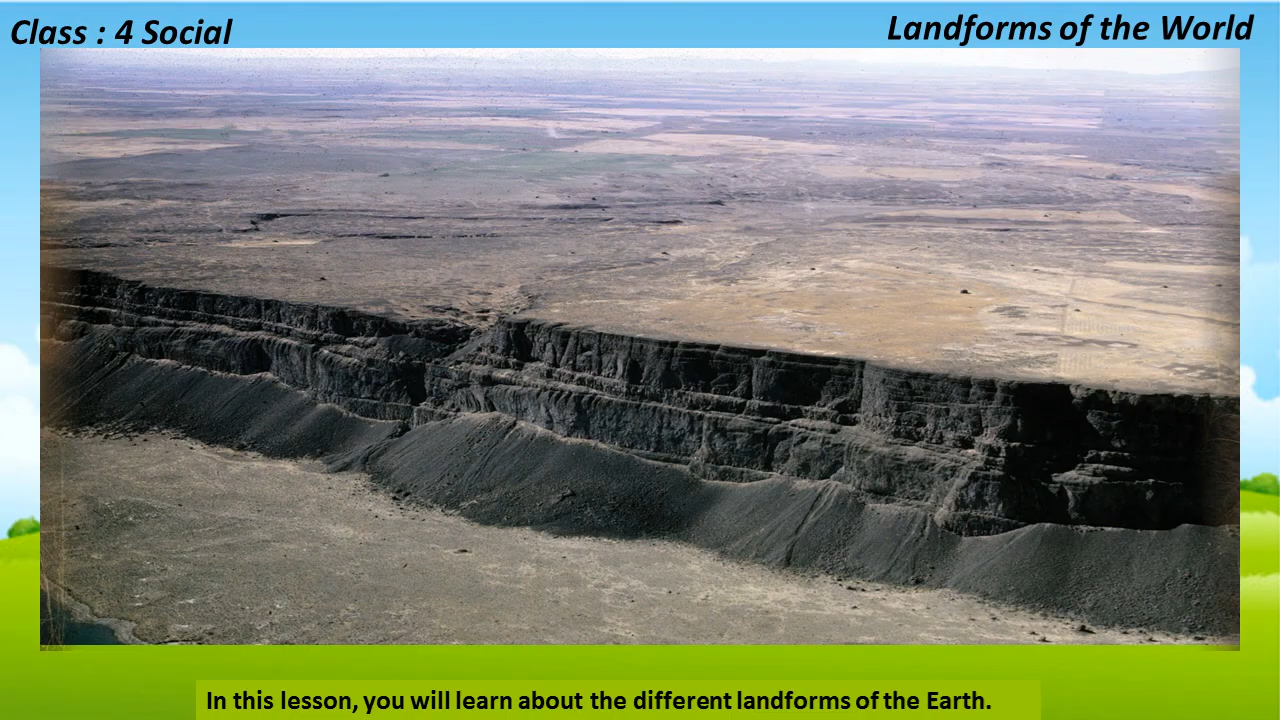 Class : 4 Social
Landforms of the World
In this lesson, you will learn about the different landforms of the Earth.